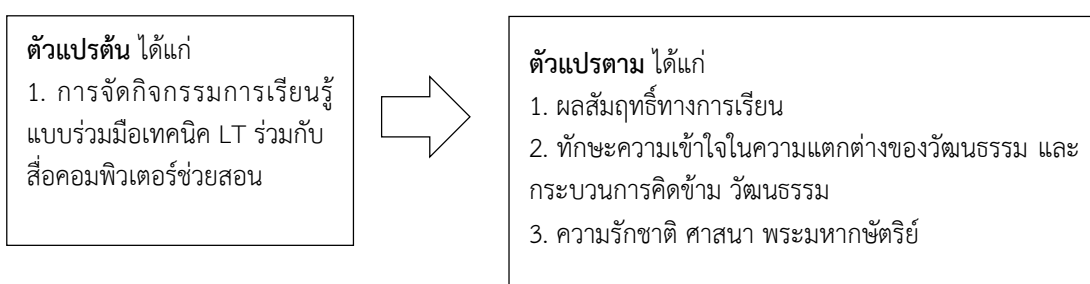 ตัวแปรต้น ได้แก่
1. การจัดกิจกรรมการเรียนรู้
แบบร่วมมือเทคนิค LT ร่วมกับ
สื่อคอมพิวเตอร์ช่วยสอน
ตัวแปรตาม ได้แก่
1. ผลสัมฤทธิ์ทางการเรียน
2. ทักษะความเข้าใจในความแตกต่างของวัฒนธรรม และ
กระบวนการคิดข้าม วัฒนธรรม
3. ความรักชาติ ศาสนา พระมหากษัตริย์